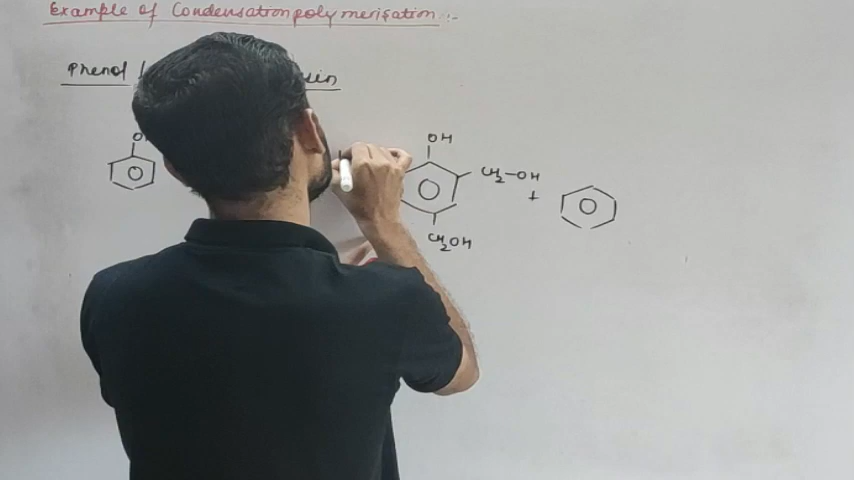 Example of Condensation polymerisation :-
Phenol
OH
CH2-OH
+
CH2OH